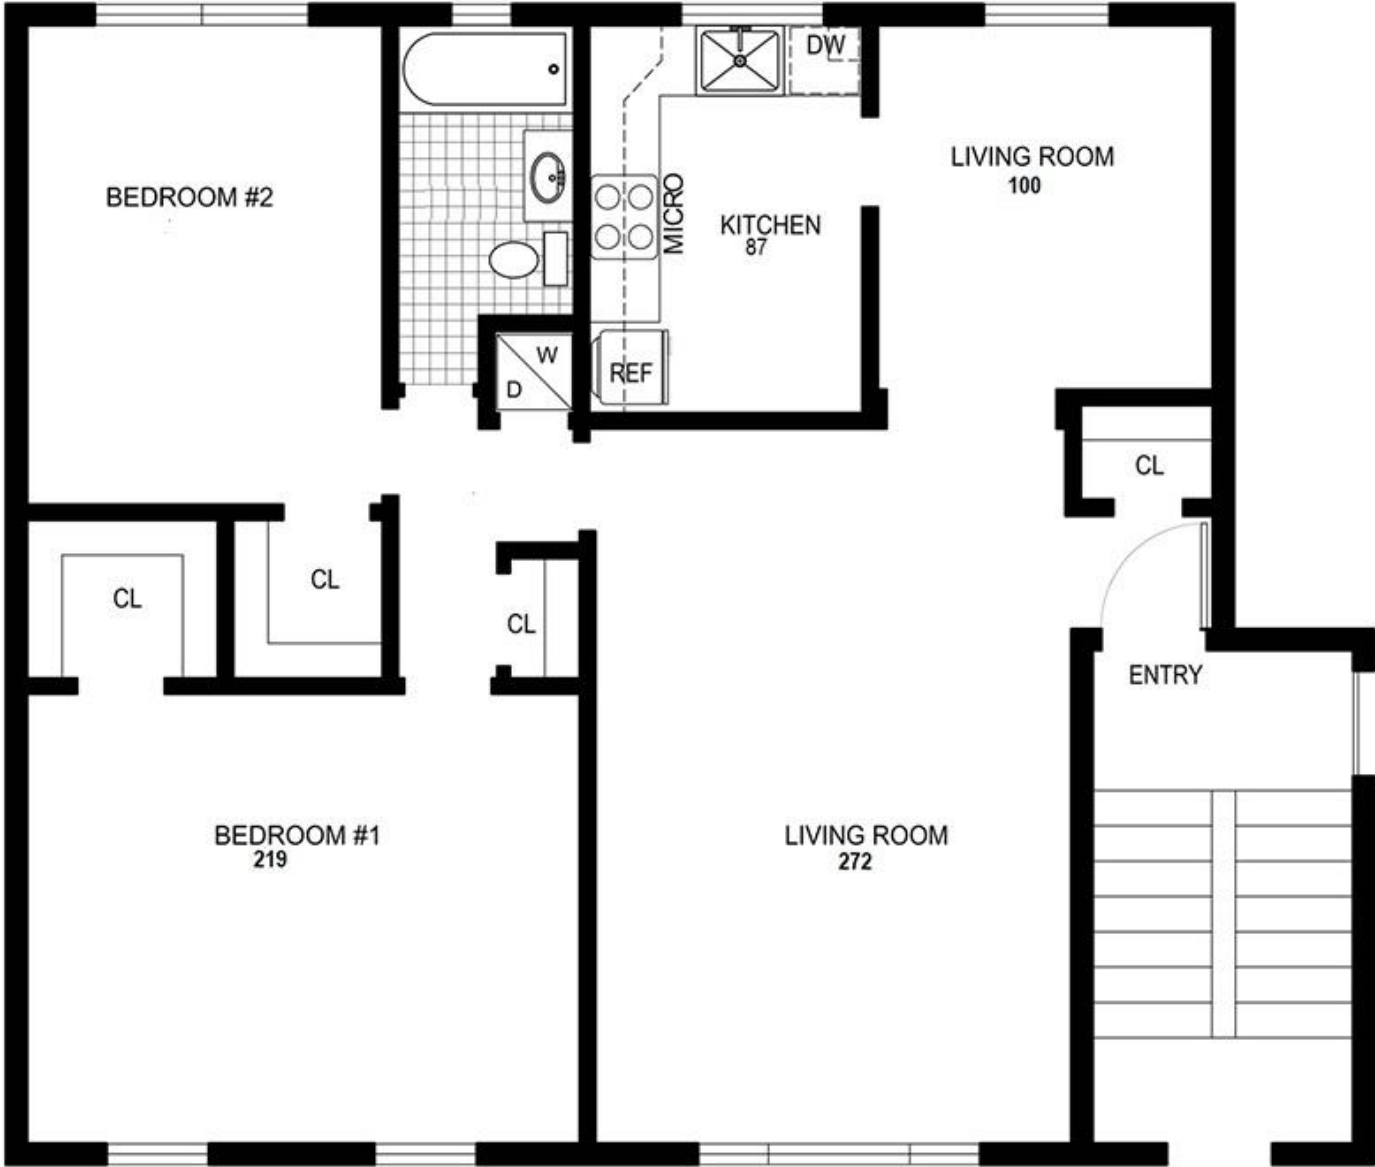 DW
LIVING ROOM
100
BEDROOM #2
MICRO
KITCHEN
87
W
D
REF
CL
CL
CL
CL
ENTRY
BEDROOM #1
219
LIVING ROOM
272